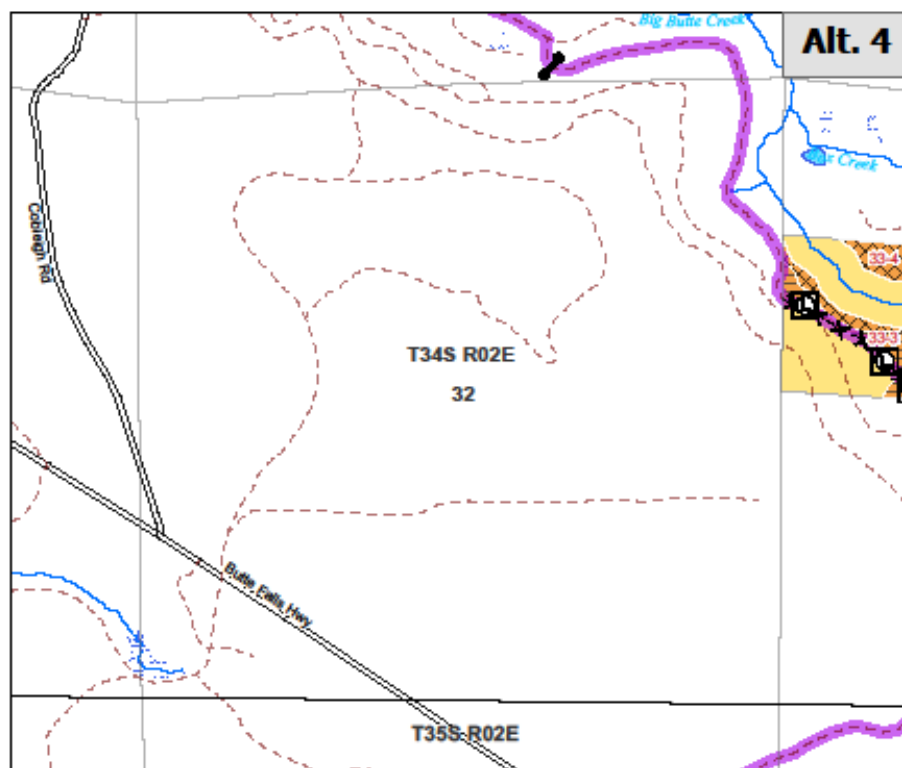 Big Butte Creek
Alt. 4
Creek
Cobleigh Rd
33-4
33-3
T34S R02E
32
Butte Falls Hwy
T35S R02E